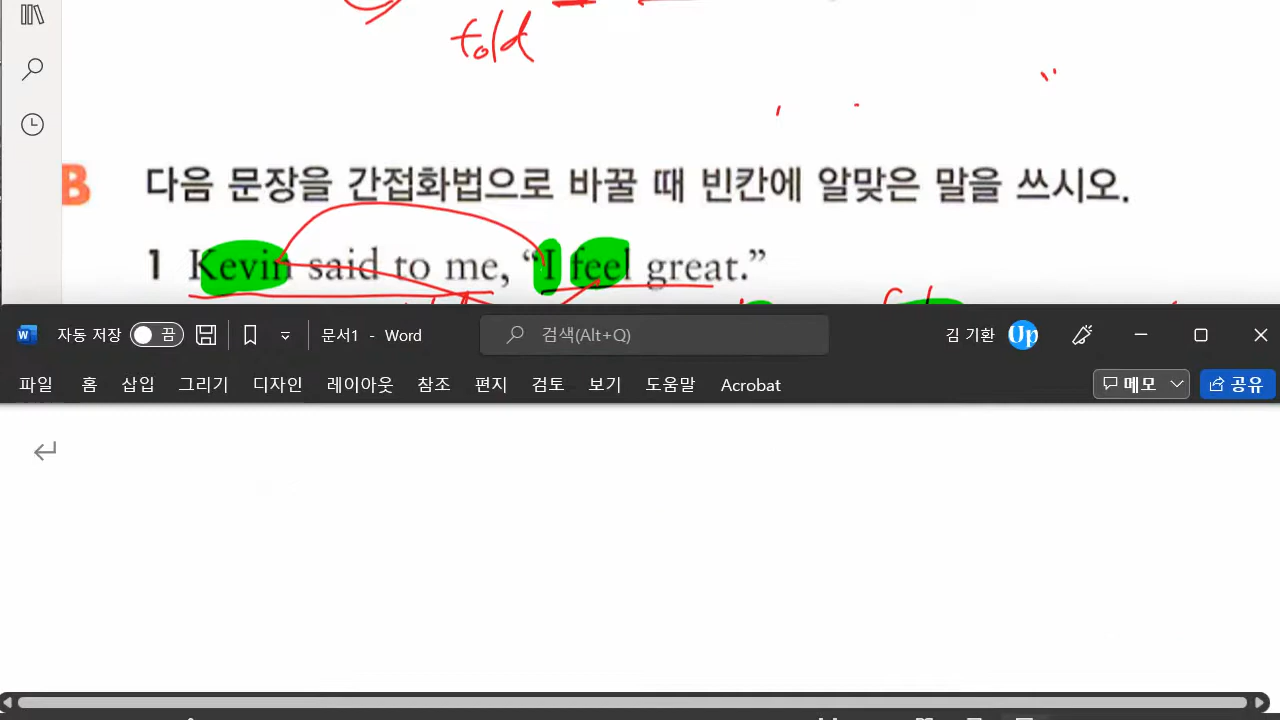 told
B 다음 문장을 간접화법으로 바꿀 때 빈칸에 알맞은 말을 쓰시오.
1 Kevin said to me, “I feel great.”
자동 저장 끔 문서1 - Word 검색(Alt+Q) 김 기환 Up
파일 홈 삽입 그리기 디자인 레이아웃 참조 편지 검토 보기 도움말 Acrobat 메모 공유